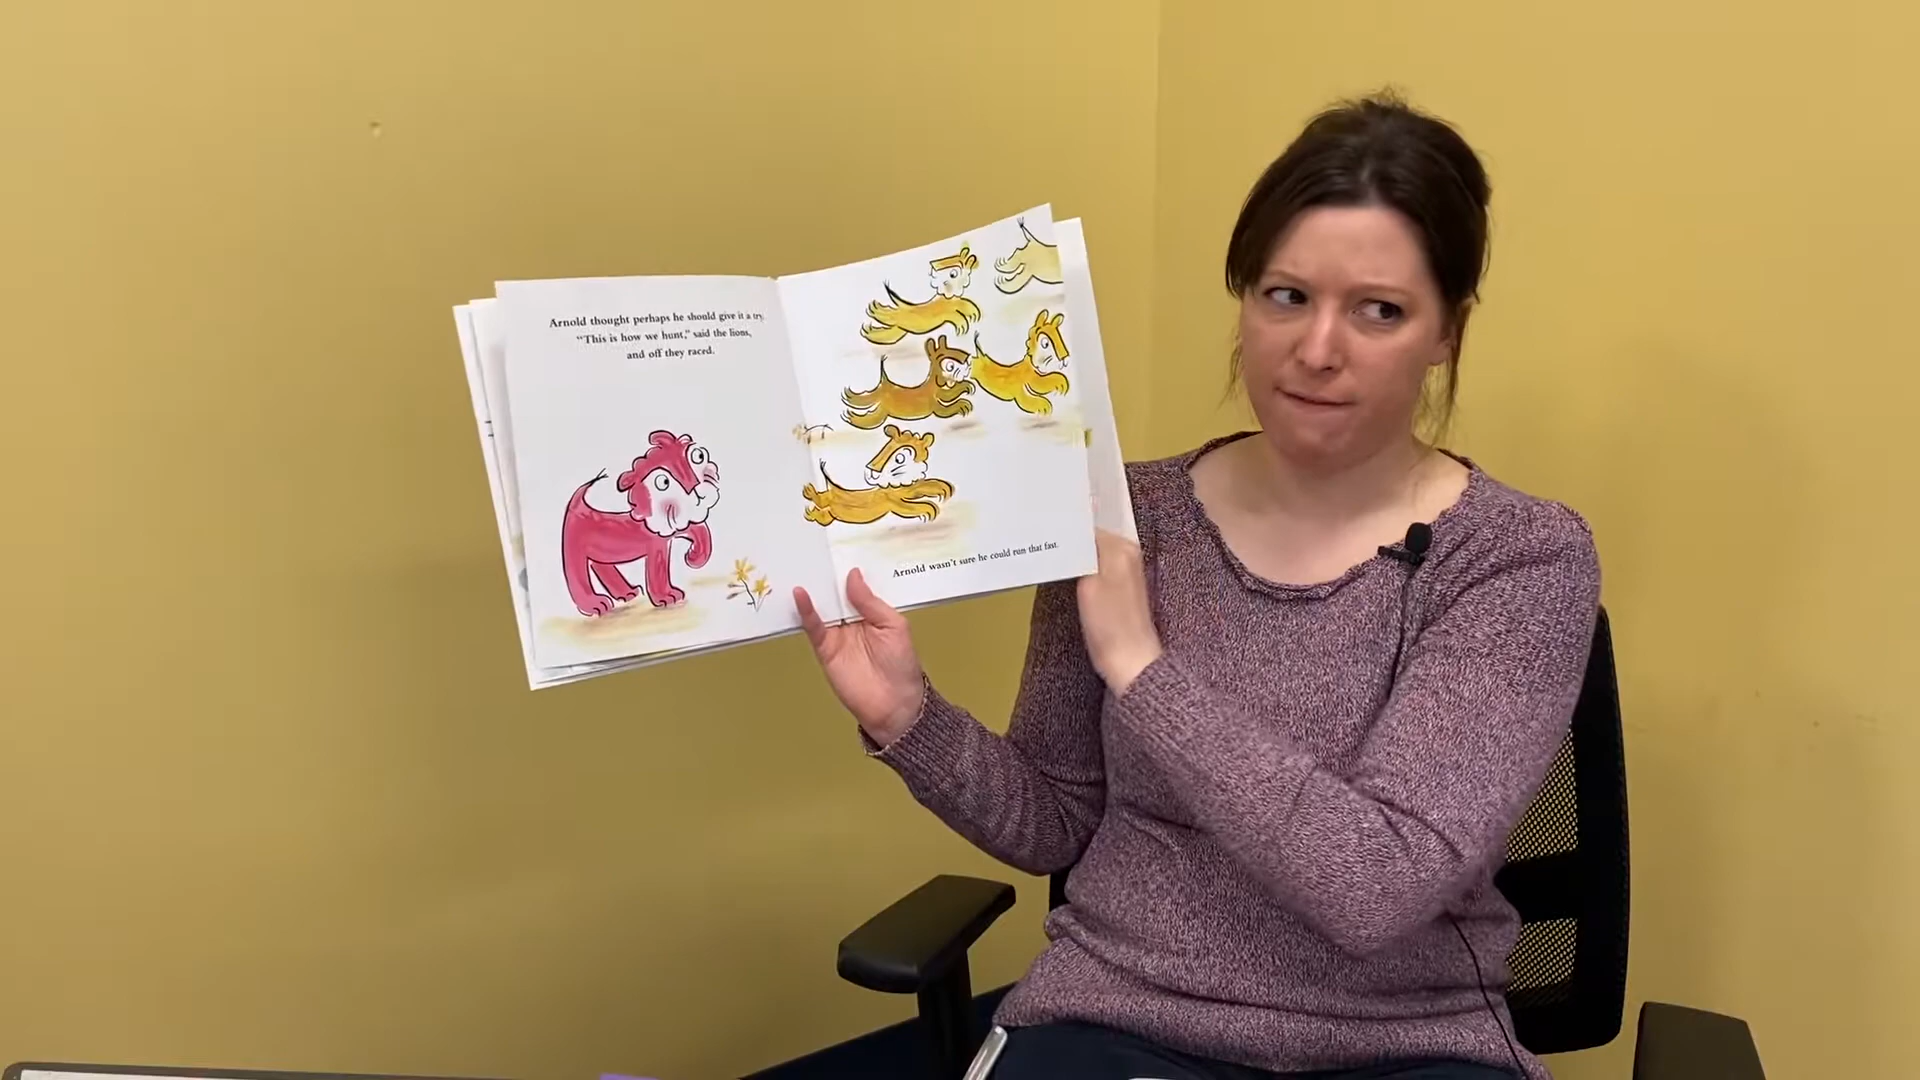 Arnold thought perhaps he should give it a try.
"This is how we hunt," said the lions,
and off they raced.
Arnold wasn't sure he could run that fast.